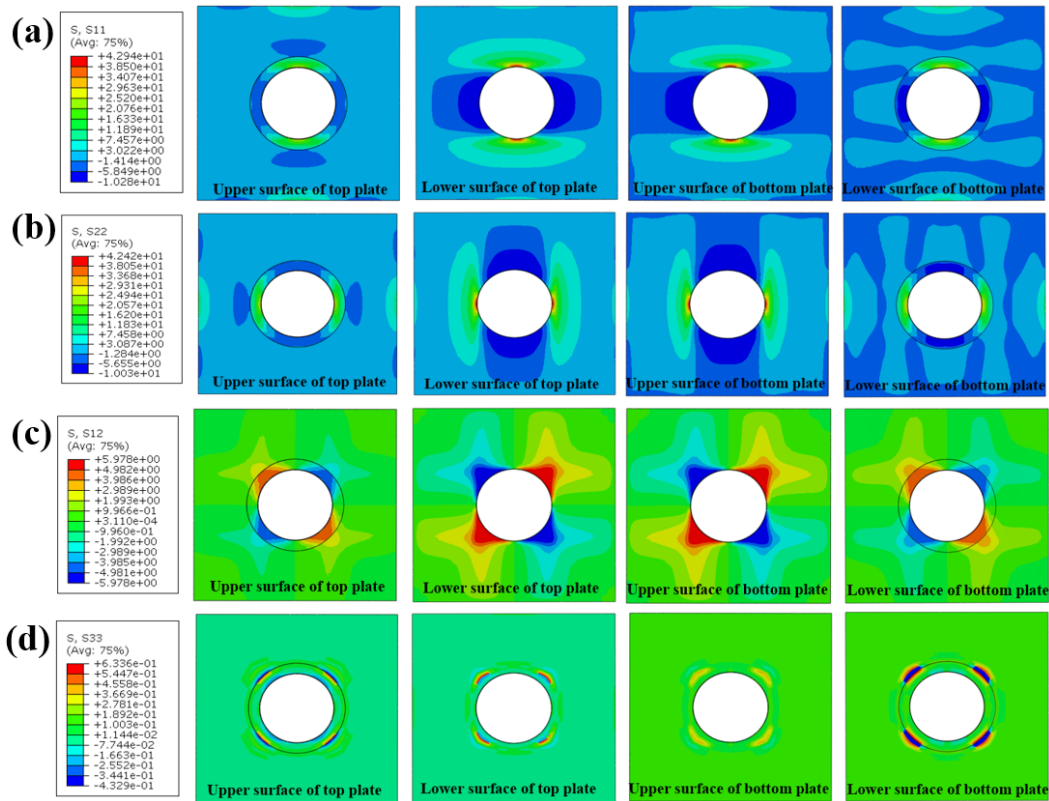 (a)
S, S11
(Avg: 75%)
+4.294e+01
+3.850e+01
+3.407e+01
+2.963e+01
+2.520e+01
+2.076e+01
+1.633e+01
+1.189e+01
+7.457e+00
+3.022e+00
-1.414e+00
-5.849e+00
-1.028e+01
Upper surface of top plate
Lower surface of top plate
Upper surface of bottom plate
Lower surface of bottom plate
(b)
S, S22
(Avg: 75%)
+4.242e+01
+3.805e+01
+3.368e+01
+2.931e+01
+2.494e+01
+2.057e+01
+1.620e+01
+1.183e+01
+7.458e+00
+3.087e+00
-1.284e+00
-5.655e+00
-1.003e+01
Upper surface of top plate
Lower surface of top plate
Upper surface of bottom plate
Lower surface of bottom plate
(c)
S, S12
(Avg: 75%)
+5.978e+00
+4.982e+00
+3.986e+00
+2.989e+00
+1.993e+00
+9.966e-01
+3.110e-04
-9.960e-01
-1.992e+00
-2.989e+00
-3.985e+00
-4.981e+00
-5.978e+00
Upper surface of top plate
Lower surface of top plate
Upper surface of bottom plate
Lower surface of bottom plate
(d)
S, S33
(Avg: 75%)
+6.336e-01
+5.447e-01
+4.558e-01
+3.669e-01
+2.781e-01
+1.892e-01
+1.003e-01
+1.144e-02
-7.744e-02
-1.663e-01
-2.552e-01
-3.441e-01
-4.329e-01
Upper surface of top plate
Lower surface of top plate
Upper surface of bottom plate
Lower surface of bottom plate